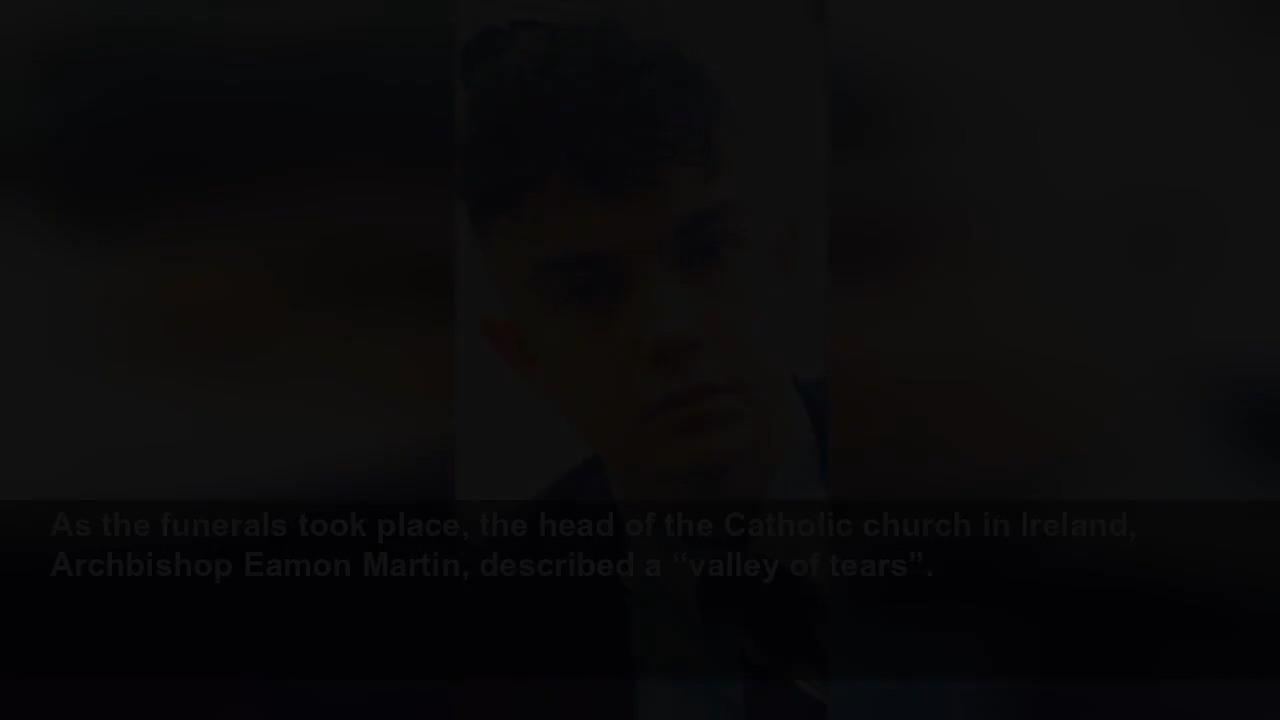 As the funerals took place, the head of the Catholic church in Ireland,
Archbishop Eamon Martin, described a “valley of tears”.